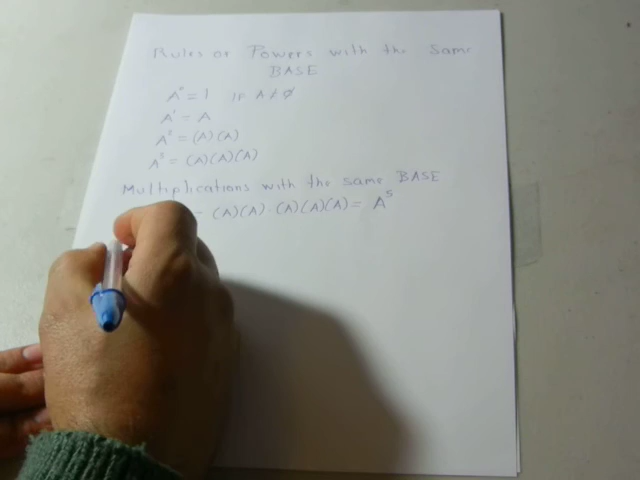 Rules of Powers with the Same
BASE
A⁰ = 1 IF A ≠ 0
A¹ = A
A² = (A)(A)
A³ = (A)(A)(A)
Multiplications with the same BASE
= (A)(A) · (A)(A)(A) = A⁵